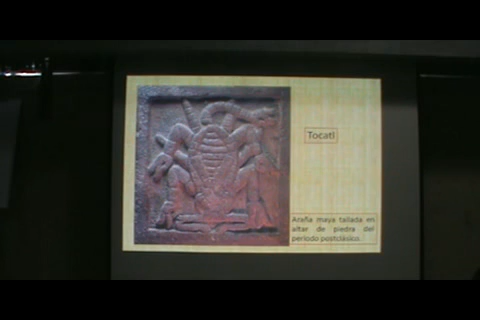 Tocatl
Araña maya tallada en
altar de piedra del
periodo postclásico.